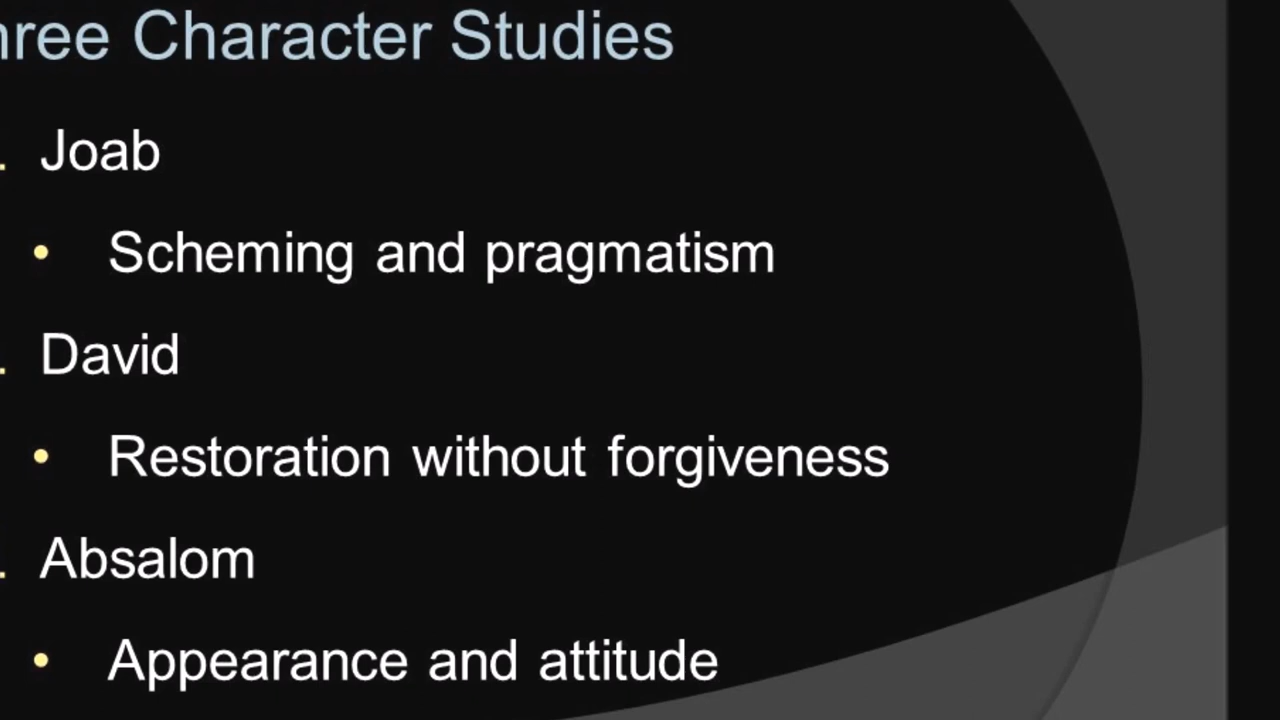 hree Character Studies
. Joab
• Scheming and pragmatism
. David
• Restoration without forgiveness
. Absalom
• Appearance and attitude